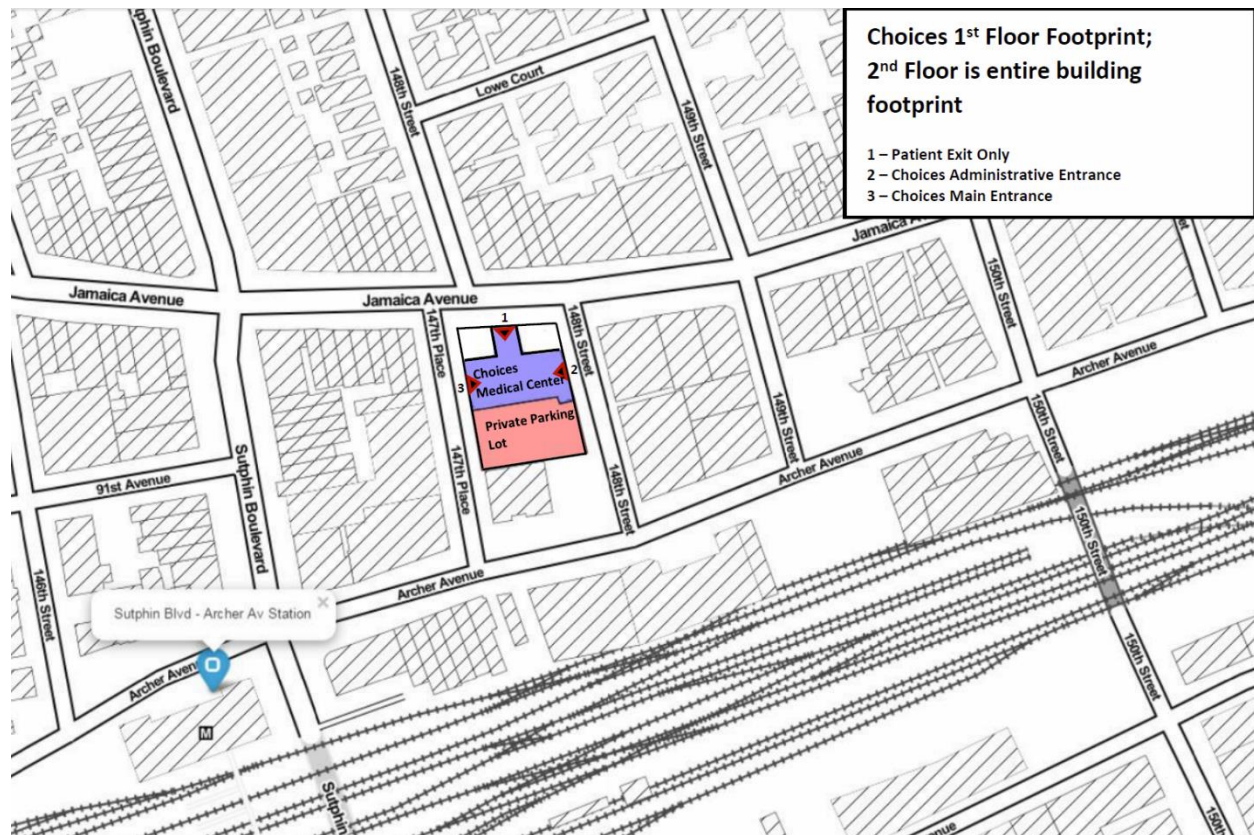 Choices 1st Floor Footprint;
2nd Floor is entire building
footprint
1 – Patient Exit Only
2 – Choices Administrative Entrance
3 – Choices Main Entrance
Sutphin Boulevard
148th Street
Lowe Court
149th Street
Jamaica Avenue
150th Street
Jamaica Avenue
Jamaica Avenue
147th Place
1
148th Street
Choices
Medical Center
2
3
Private Parking
Lot
Archer Avenue
149th Street
150th Street
Archer Avenue
Sutphin Boulevard
91st Avenue
147th Place
148th Street
150th Street
146th Street
Archer Avenue
Sutphin Blvd - Archer Av Station
×
Archer Avenue
M
150th Street
Sutphin
150th
Avenue